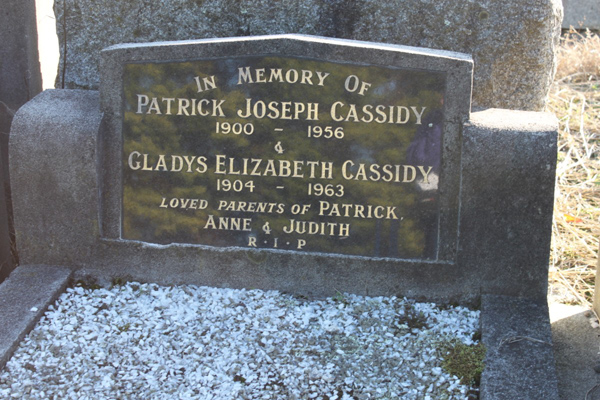 In Memory Of
Patrick Joseph Cassidy.
1900 - 1956
&
Gladys Elizabeth Cassidy
1904 - 1963
Loved Parents of Patrick,
Anne & Judith
R·I·P